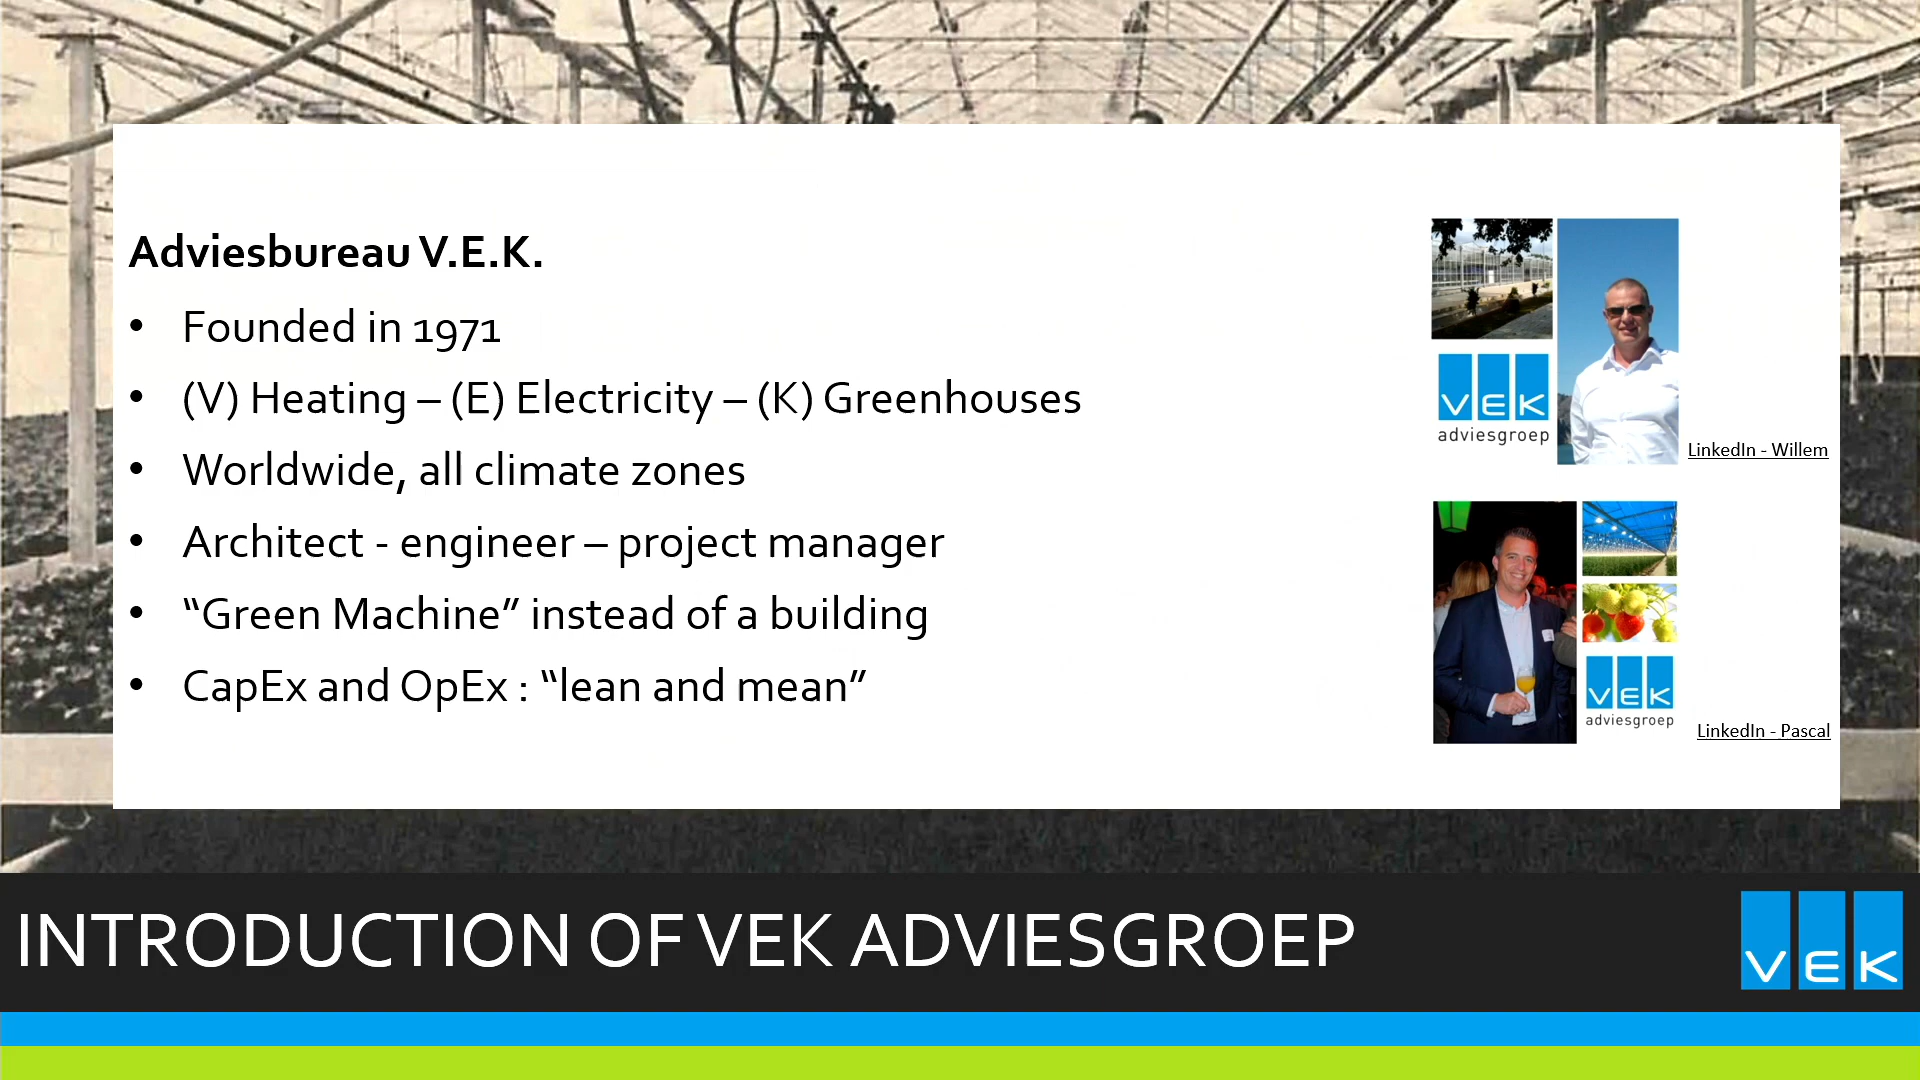 Adviesbureau V.E.K.
• Founded in 1971
• (V) Heating – (E) Electricity – (K) Greenhouses
• Worldwide, all climate zones
• Architect - engineer – project manager
• “Green Machine” instead of a building
• CapEx and OpEx : “lean and mean”
VEK
adviesgroep
LinkedIn - Willem
VEK
adviesgroep
LinkedIn - Pascal
INTRODUCTION OF VEK ADVIESGROEP
VEK